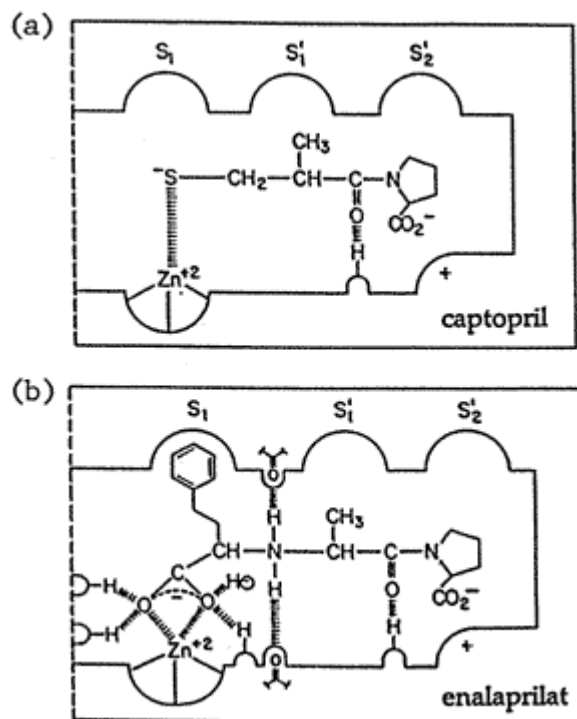 (a)
S₁ S₁' S₂'
CH₃
⁻S CH₂ CH C N
O CO₂⁻
H
Zn⁺² +
captopril
(b)
S₁ S₁' S₂'
O
H CH₃
CH N CH C N
H C H⊖ H O
O - O CO₂⁻
H H H
Zn⁺² O +
enalaprilat